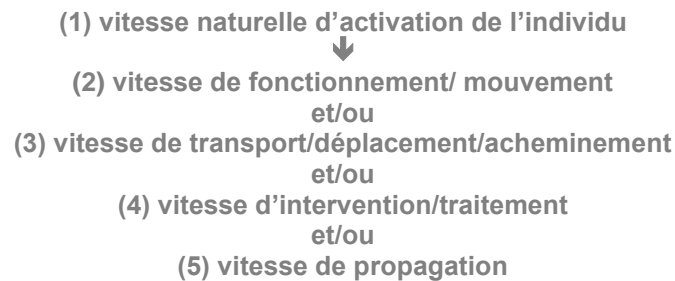 (1) vitesse naturelle d’activation de l’individu
🡻
(2) vitesse de fonctionnement/ mouvement
et/ou
(3) vitesse de transport/déplacement/acheminement
et/ou
(4) vitesse d’intervention/traitement
et/ou
(5) vitesse de propagation